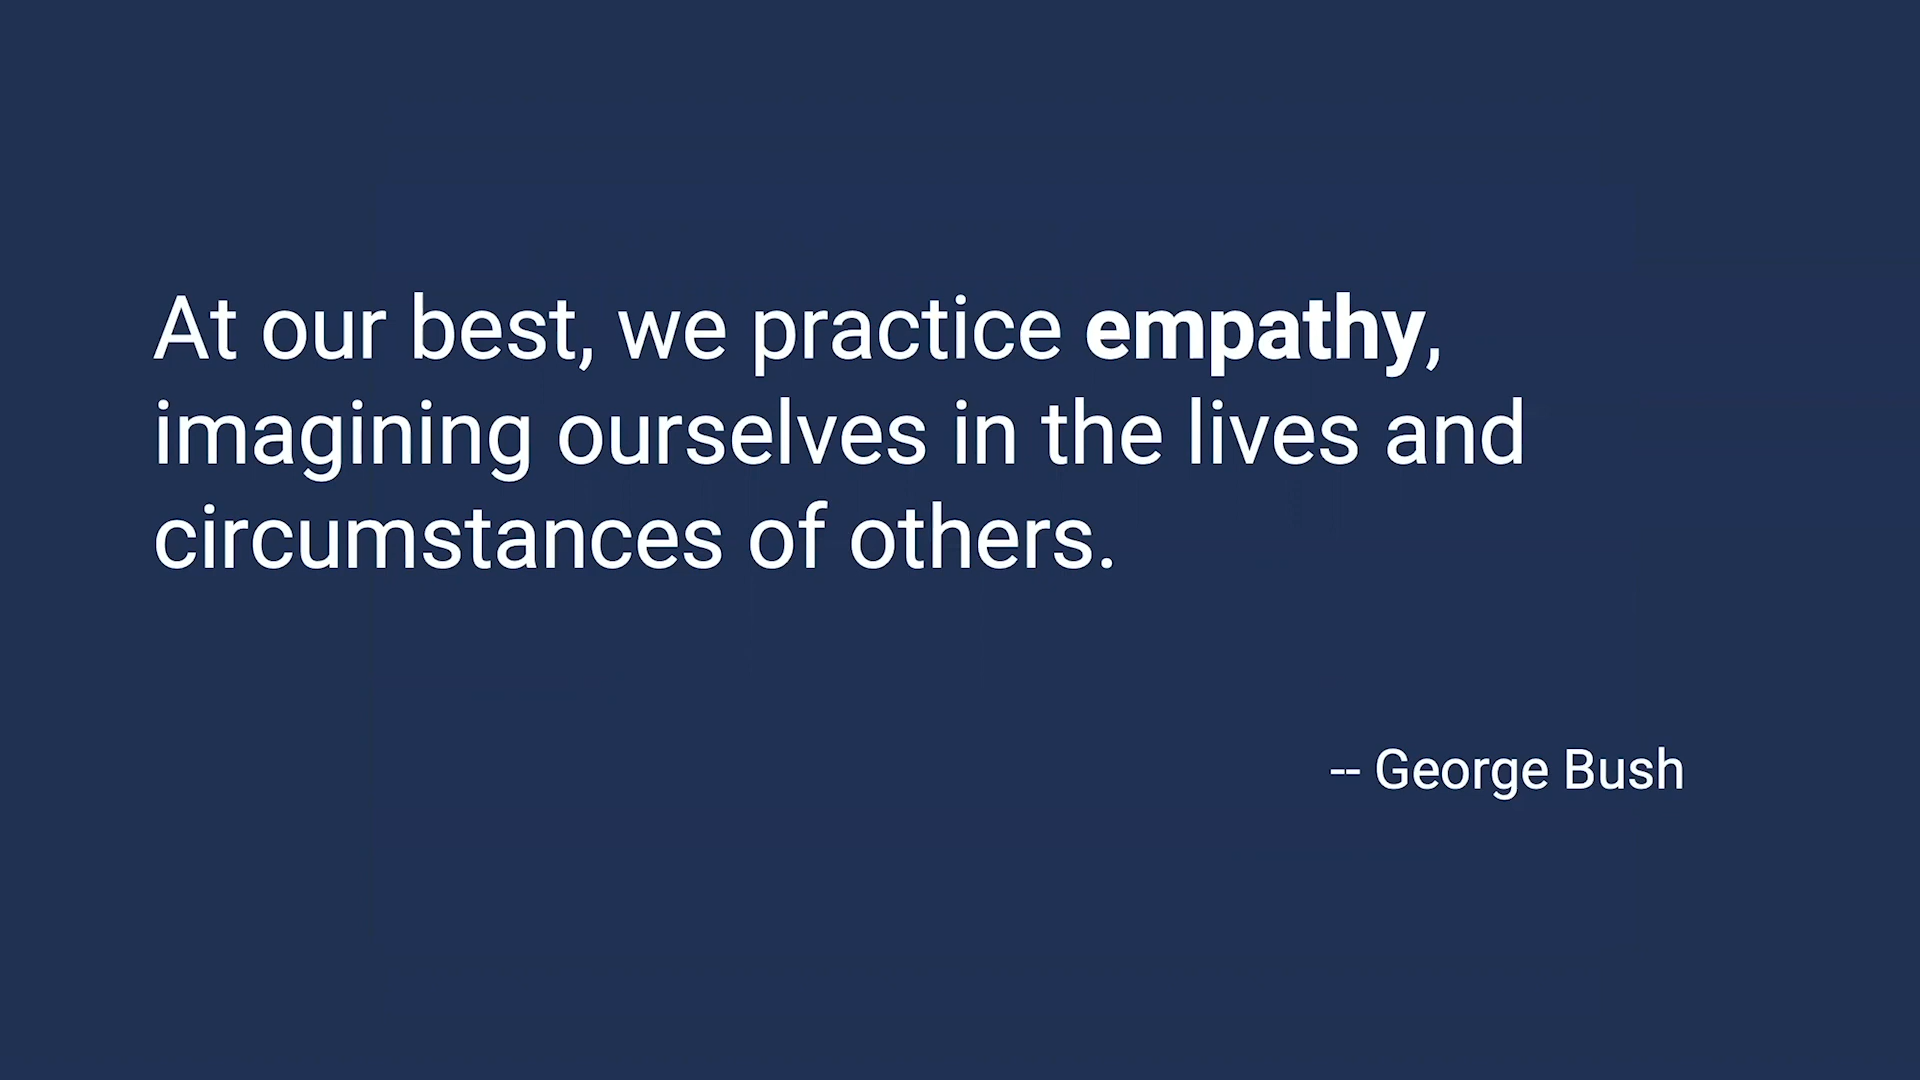 At our best, we practice empathy,
imagining ourselves in the lives and
circumstances of others.
-- George Bush